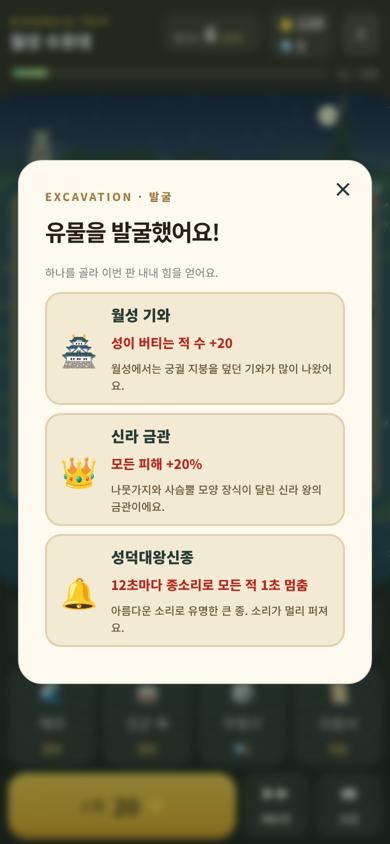 EXCAVATION · 발굴
유물을 발굴했어요!
하나를 골라 이번 판 내내 힘을 얻어요.
월성 기와
성이 버티는 적 수 +20
월성에서는 궁궐 지붕을 덮던 기와가 많이 나왔어
요.
신라 금관
모든 피해 +20%
나뭇가지와 사슴뿔 모양 장식이 달린 신라 왕의
금관이에요.
성덕대왕신종
12초마다 종소리로 모든 적 1초 멈춤
아름다운 소리로 유명한 큰 종. 소리가 멀리 퍼져
요.
20